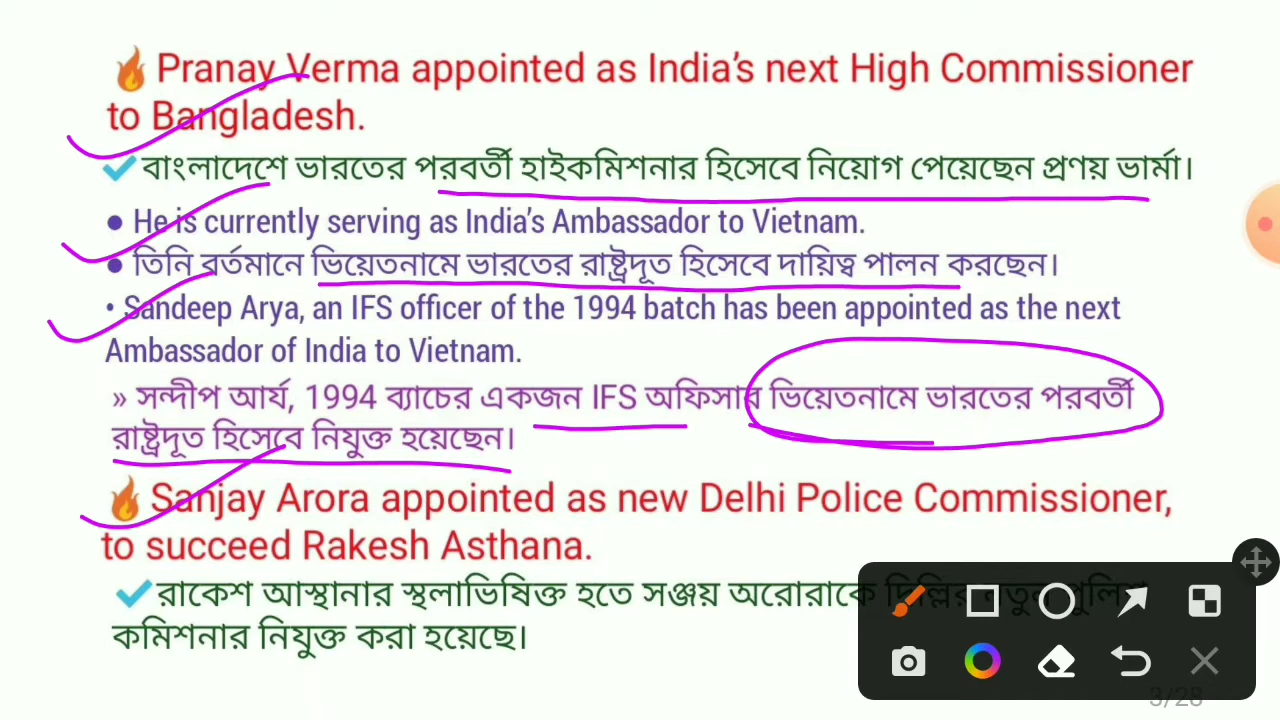 Pranay Verma appointed as India's next High Commissioner
to Bangladesh.
বাংলাদেশে ভারতের পরবর্তী হাইকমিশনার হিসেবে নিয়োগ পেয়েছেন প্রণয় ভার্মা।
● He is currently serving as India's Ambassador to Vietnam.
● তিনি বর্তমানে ভিয়েতনামে ভারতের রাষ্ট্রদূত হিসেবে দায়িত্ব পালন করছেন।
• Sandeep Arya, an IFS officer of the 1994 batch has been appointed as the next
Ambassador of India to Vietnam.
» সন্দীপ আর্য, 1994 ব্যাচের একজন IFS অফিসার ভিয়েতনামে ভারতের পরবর্তী
রাষ্ট্রদূত হিসেবে নিযুক্ত হয়েছেন।
Sanjay Arora appointed as new Delhi Police Commissioner,
to succeed Rakesh Asthana.
রাকেশ আস্থানার স্থলাভিষিক্ত হতে সঞ্জয় অরোরাকে দিল্লির নতুন পুলিশ
কমিশনার নিযুক্ত করা হয়েছে।
3/28